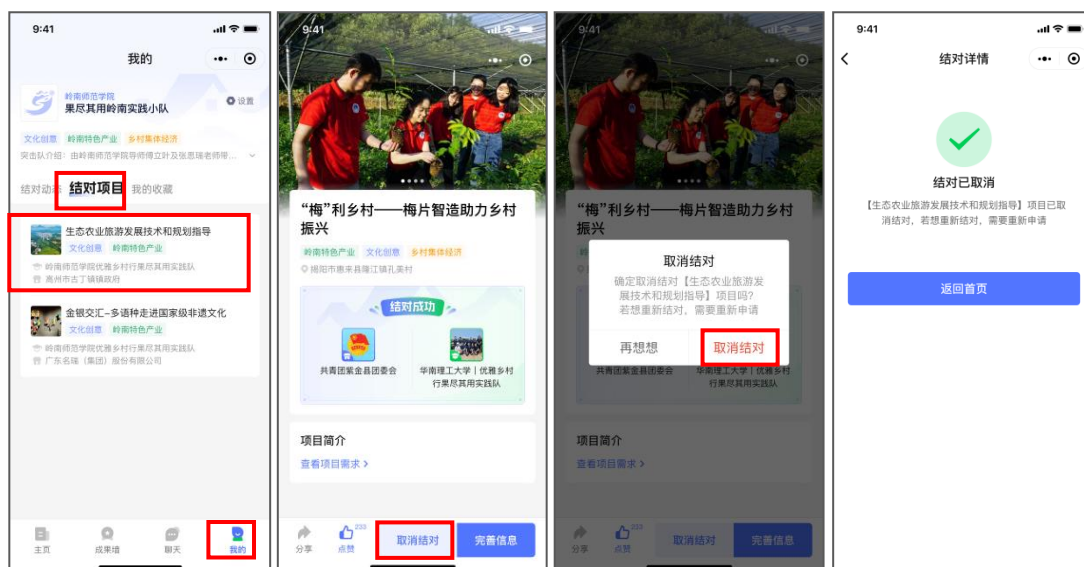 9:41
我的
岭南师范学院
果尽其用岭南实践小队
设置
文化创意 岭南特色产业 乡村集体经济
突击队介绍：由岭南师范学院导师傅立叶及张思瑞老师带...
结对动态 结对项目 我的收藏
生态农业旅游发展技术和规划指导
文化创意 岭南特色产业
岭南师范学院优雅乡村行果尽其用实践队
高州市古丁镇镇政府
金银交汇–多语种走进国家级非遗文化
文化创意 岭南特色产业
岭南师范学院优雅乡村行果尽其用实践队
广东名瑞（集团）股份有限公司
主页 成果墙 聊天 我的
9:41
“梅”利乡村——梅片智造助力乡村
振兴
岭南特色产业 文化创意 乡村集体经济
揭阳市惠来县隆江镇孔美村
结对成功
共青团紫金县团委会
华南理工大学丨优雅乡村
行果尽其用实践队
项目简介
查看项目需求 >
分享 点赞 233 取消结对 完善信息
9:41
“梅”利乡村——梅片智造助力乡村
振兴
取消结对
确定取消结对【生态农业旅游发
展技术和规划指导】项目吗？
若想重新结对，需要重新申请
再想想 取消结对
共青团紫金县团委会
华南理工大学丨优雅乡村
行果尽其用实践队
项目简介
查看项目需求 >
分享 点赞 233 取消结对 完善信息
9:41
结对详情
结对已取消
【生态农业旅游发展技术和规划指导】项目已取
消结对，若想重新结对，需要重新申请
返回首页